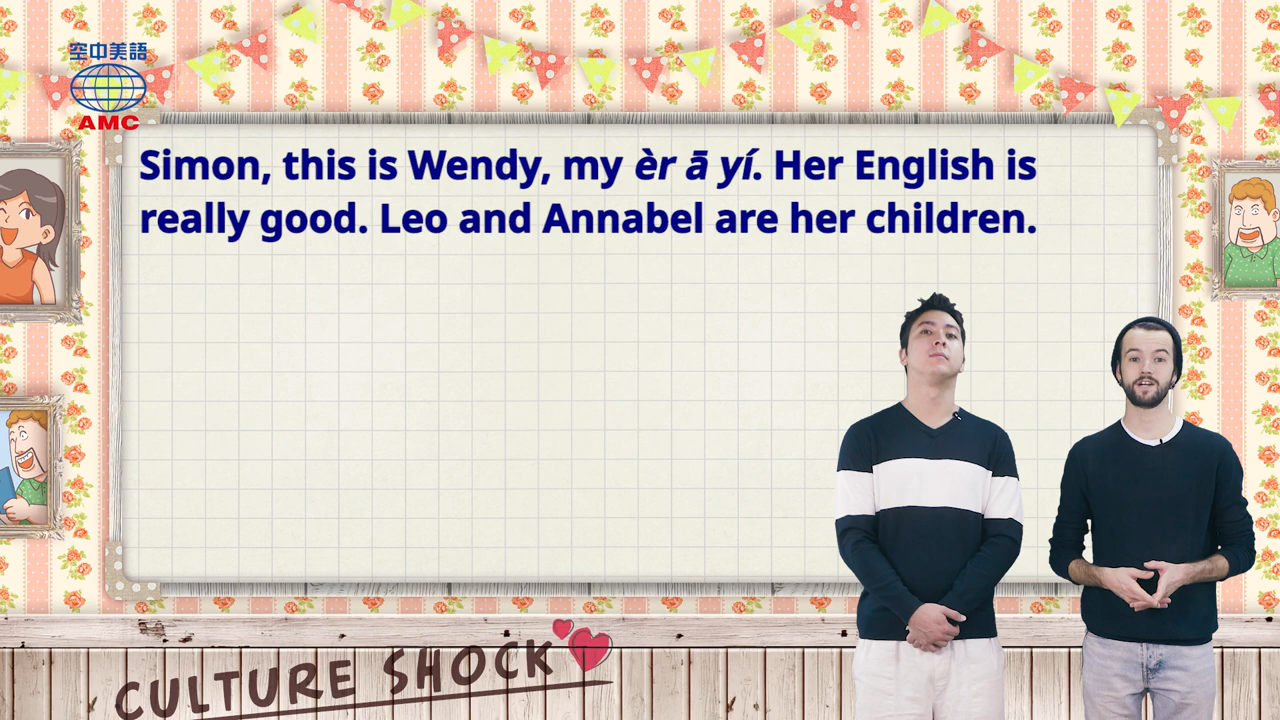 空中美語
AMC
Simon, this is Wendy, my èr ā yí. Her English is
really good. Leo and Annabel are her children.
CULTURE SHOCK